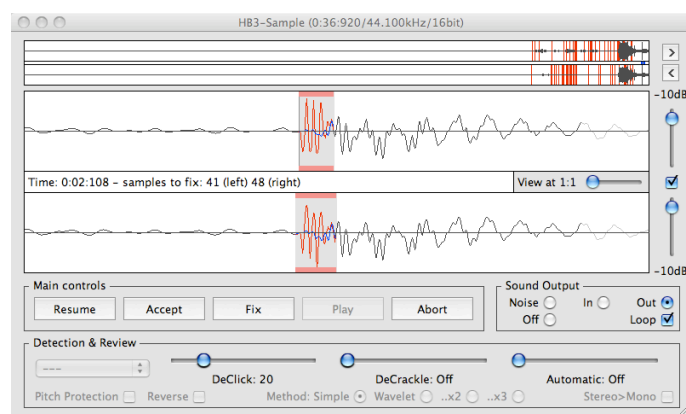 HB3-Sample (0:36:920/44.100kHz/16bit)
>
<
-10dB
Time: 0:02:108 - samples to fix: 41 (left) 48 (right)
View at 1:1
-10dB
Main controls
Resume Accept Fix Play Abort
Sound Output
Noise In Out
Off Loop
Detection & Review
---
DeClick: 20 DeCrackle: Off Automatic: Off
Pitch Protection Reverse Method: Simple Wavelet ..x2 ..x3 Stereo>Mono